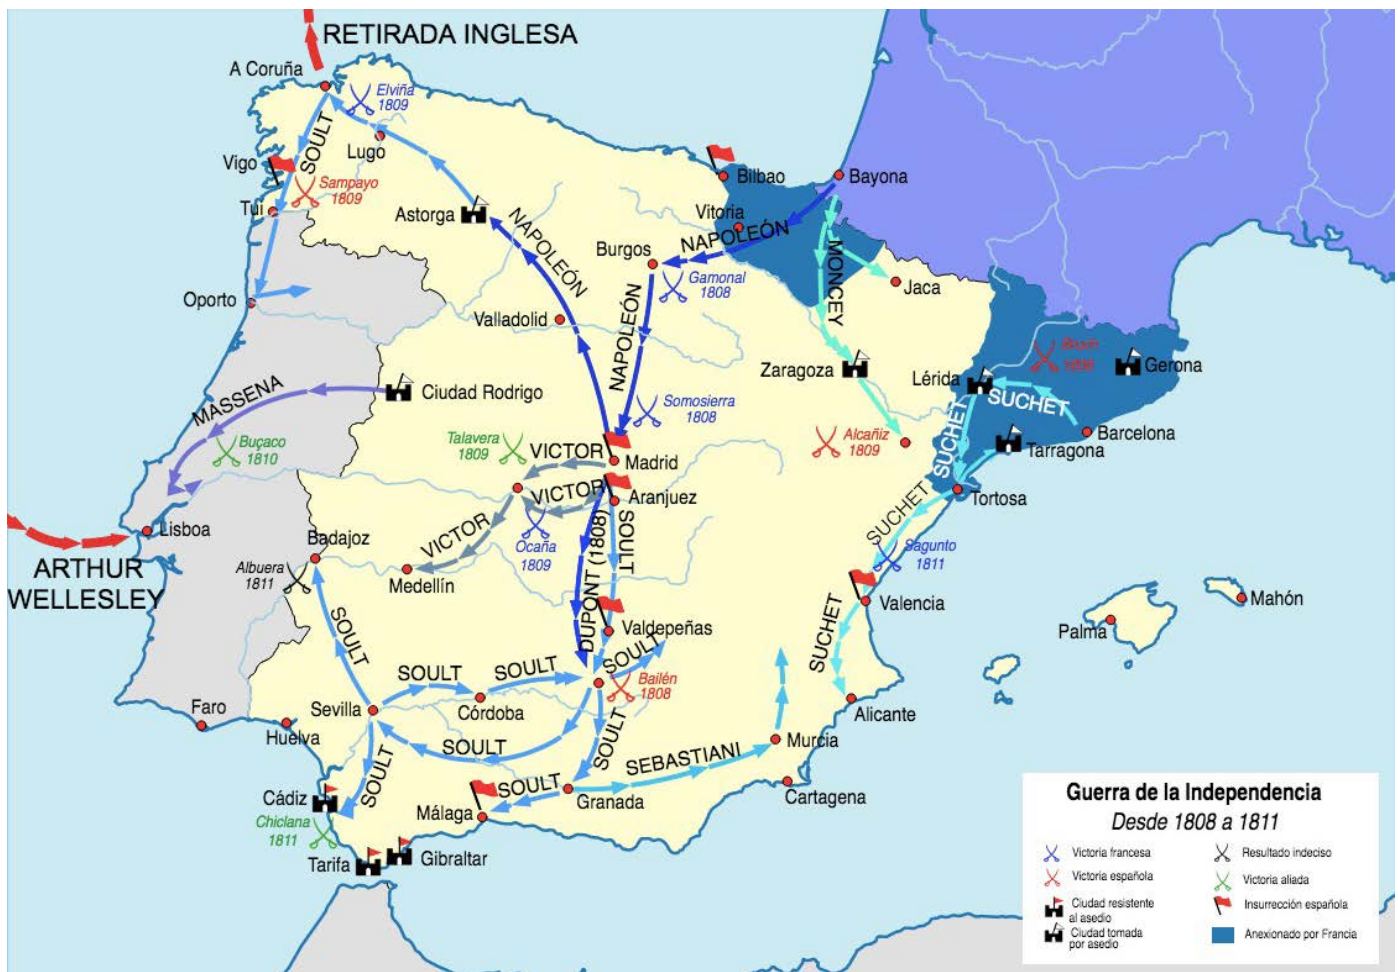 RETIRADA INGLESA
A Coruña
Elviña
1809
SOULT
Lugo
Vigo
Sampayo
1809
Tui
Astorga
NAPOLEÓN
Bilbao
Bayona
Vitoria
NAPOLEÓN
Burgos
Gamonal
1808
MONCEY
Jaca
Oporto
Valladolid
NAPOLEÓN
Zaragoza
Lérida
Gerona
SUCHET
MASSENA
Ciudad Rodrigo
Somosierra
1808
Buçaco
1810
Talavera
1809
VICTOR
Madrid
Alcañiz
1809
SUCHET
Barcelona
Tarragona
VICTOR
Aranjuez
Tortosa
Lisboa
ARTHUR
WELLESLEY
Badajoz
VICTOR
Ocaña
1809
SOULT
SUCHET
Sagunto
1811
Albuera
1811
Medellín
DUPONT (1808)
Valencia
Mahón
Palma
SOULT
Valdepeñas
SUCHET
SOULT
SOULT
SOULT
Bailén
1808
Faro
Huelva
Sevilla
Córdoba
Alicante
SOULT
SOULT
SOULT
SEBASTIANI
Murcia
Cádiz
Chiclana
1811
Málaga
SOULT
Granada
Cartagena
Tarifa
Gibraltar
Guerra de la Independencia
Desde 1808 a 1811
Victoria francesa
Resultado indeciso
Victoria española
Victoria aliada
Ciudad resistente
al asedio
Insurrección española
Ciudad tomada
por asedio
Anexionado por Francia